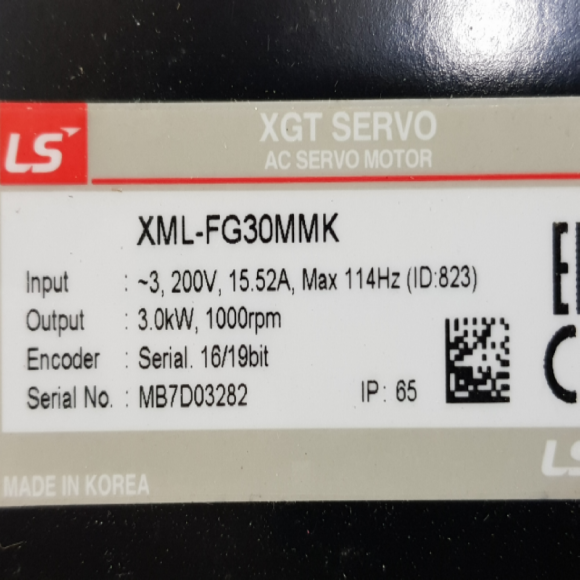 LS
XGT SERVO
AC SERVO MOTOR
XML-FG30MMK
Input : ~3, 200V, 15.52A, Max 114Hz (ID:823)
Output : 3.0kW, 1000rpm
Encoder : Serial. 16/19bit
Serial No. : MB7D03282 IP: 65
LS
MADE IN KOREA